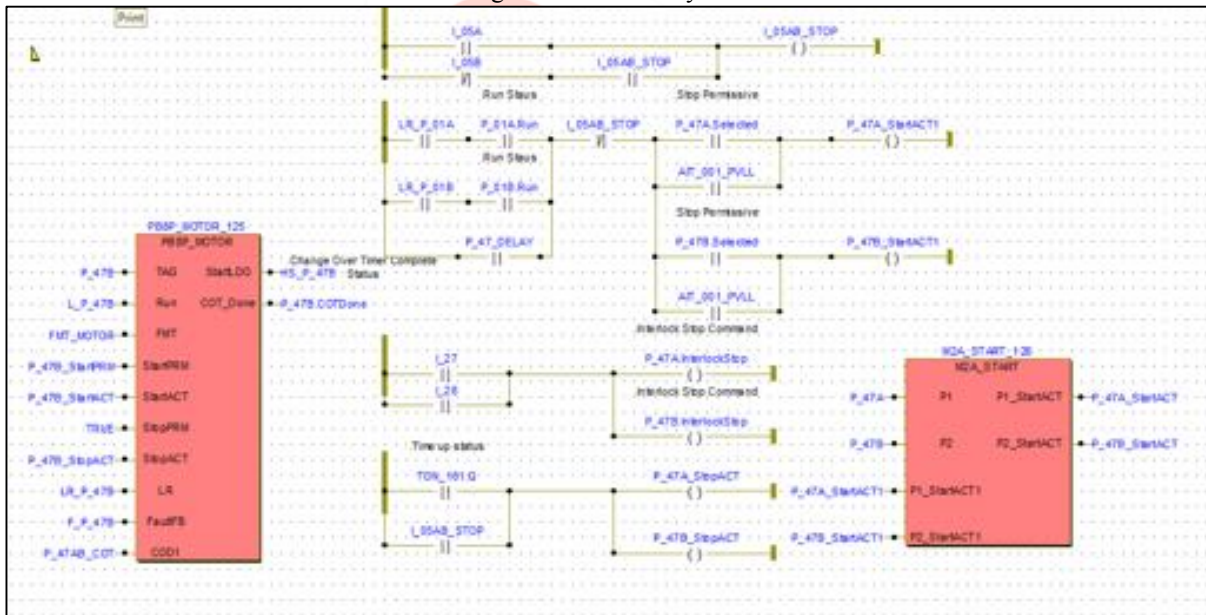 Print
I_05A
I_05AB_STOP
I_05B
I_05AB_STOP
Run Staus
Stop Permissive
LR_P_01A
P_01A.Run
I_05AB_STOP
P_47A.Selected
P_47A_StartACT1
Run Staus
AIT_001_PVLL
LR_P_01B
P_01B.Run
Stop Permissive
P_47_DELAY
P_47B.Selected
P_47B_StartACT1
AIT_001_PVLL
PBBP_MOTOR_125
PBBP_MOTOR
Change Over Timer Complete
Status
P_47B
TAG
StartLDO
HS_P_47B
L_P_47B
Run
COT_Done
P_47B.COTDone
FMT_MOTOR
FMT
P_47B_StartPRM
StartPRM
P_47B_StartACT
StartACT
TRUE
StopPRM
P_47B_StopACT
StopACT
LR_P_47B
LR
F_P_47B
FaultFB
P_47AB_COT
COD1
Interlock Stop Command
I_27
P_47A.InterlockStop
I_28
Interlock Stop Command
P_47B.InterlockStop
Time up status
TON_161.Q
P_47A_StopACT
I_05AB_STOP
P_47B_StopACT
M2A_START_126
M2A_START
P_47A
P1
P1_StartACT
P_47A_StartACT
P_47B
P2
P2_StartACT
P_47B_StartACT
P_47A_StartACT1
P1_StartACT1
P_47B_StartACT1
P2_StartACT1